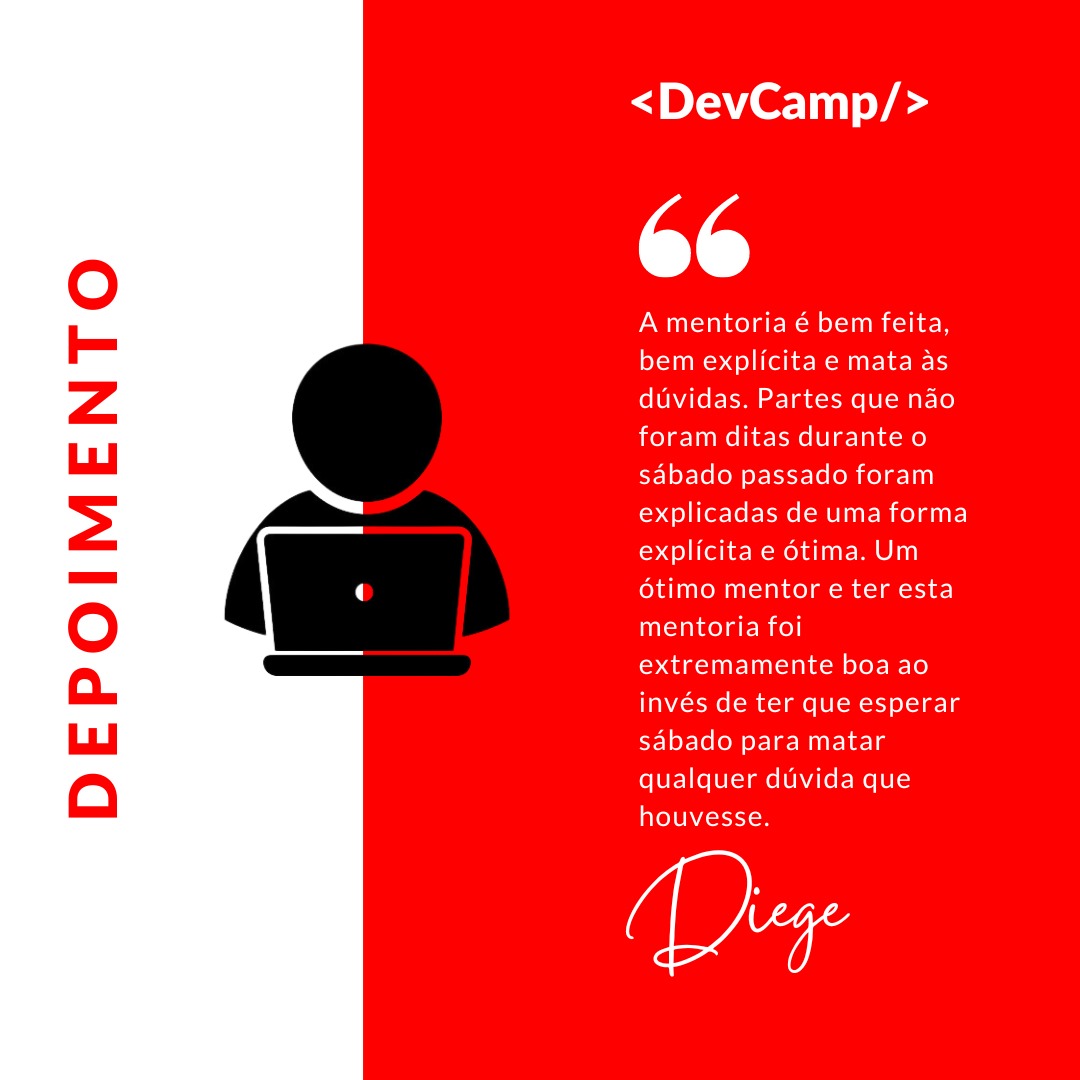 DEPOIMENTO
<DevCamp/>
“
A mentoria é bem feita,
bem explícita e mata às
dúvidas. Partes que não
foram ditas durante o
sábado passado foram
explicadas de uma forma
explícita e ótima. Um
ótimo mentor e ter esta
mentoria foi
extremamente boa ao
invés de ter que esperar
sábado para matar
qualquer dúvida que
houvesse.
Diege